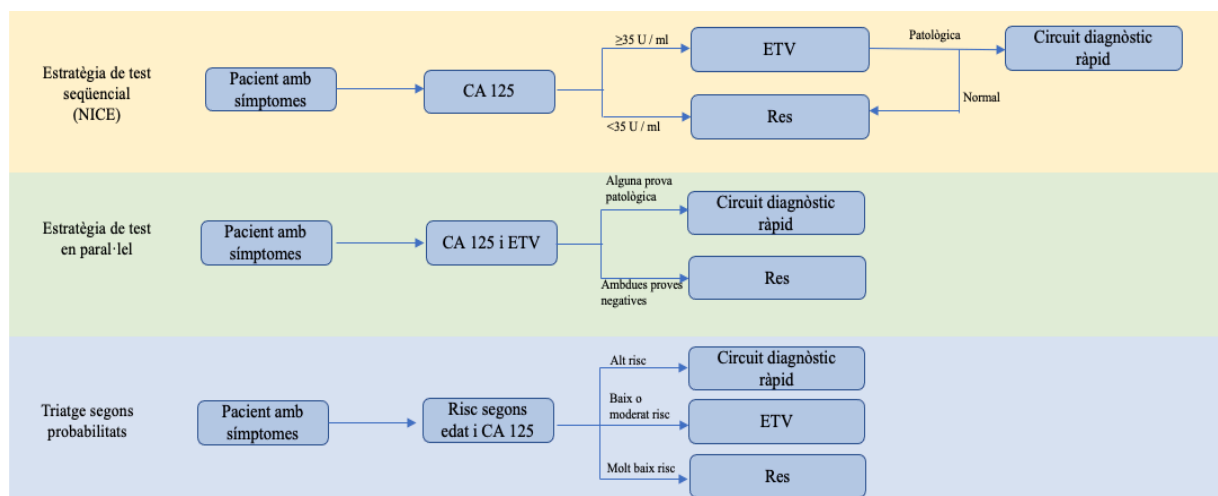 Estratègia de test
seqüencial
(NICE)
Pacient amb
símptomes
CA 125
≥35 U / ml
ETV
Patològica
Circuit diagnòstic
ràpid
Normal
<35 U / ml
Res
Estratègia de test
en paral·lel
Pacient amb
símptomes
CA 125 i ETV
Alguna prova
patològica
Circuit diagnòstic
ràpid
Ambdues proves
negatives
Res
Triatge segons
probabilitats
Pacient amb
símptomes
Risc segons
edat i CA 125
Alt risc
Circuit diagnòstic
ràpid
Baix o
moderat risc
ETV
Molt baix risc
Res